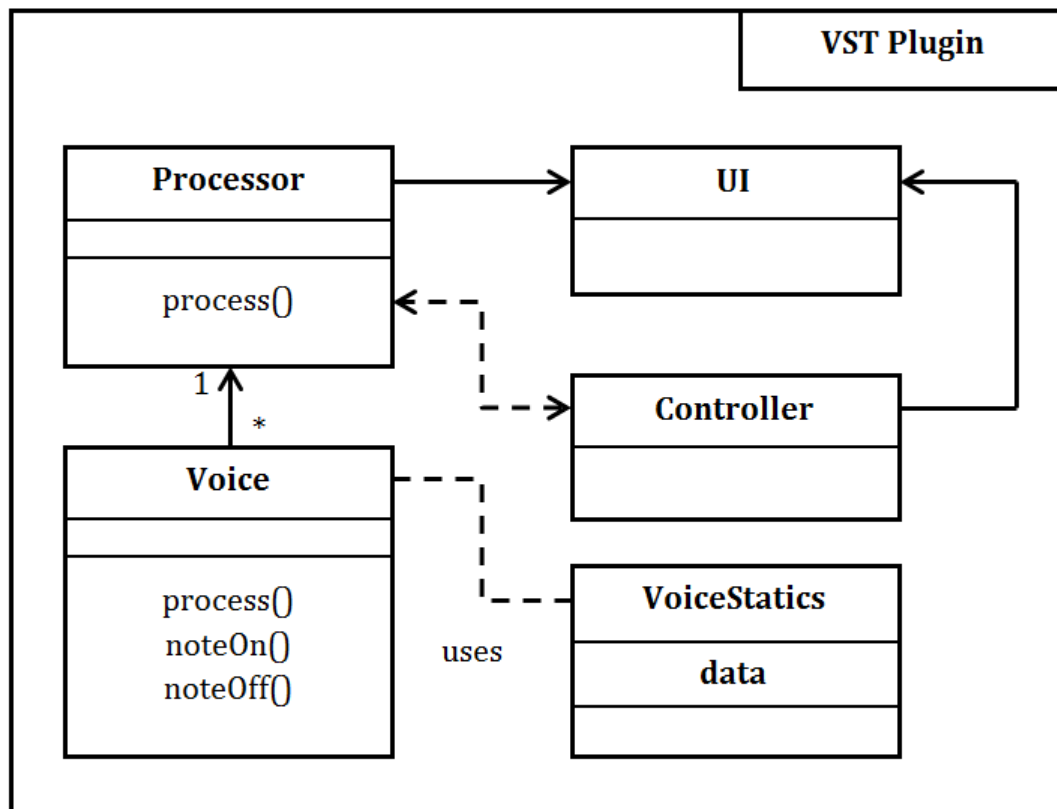 VST Plugin
Processor
process()
UI
1
*
Controller
Voice
process()
noteOn()
noteOff()
uses
VoiceStatics
data